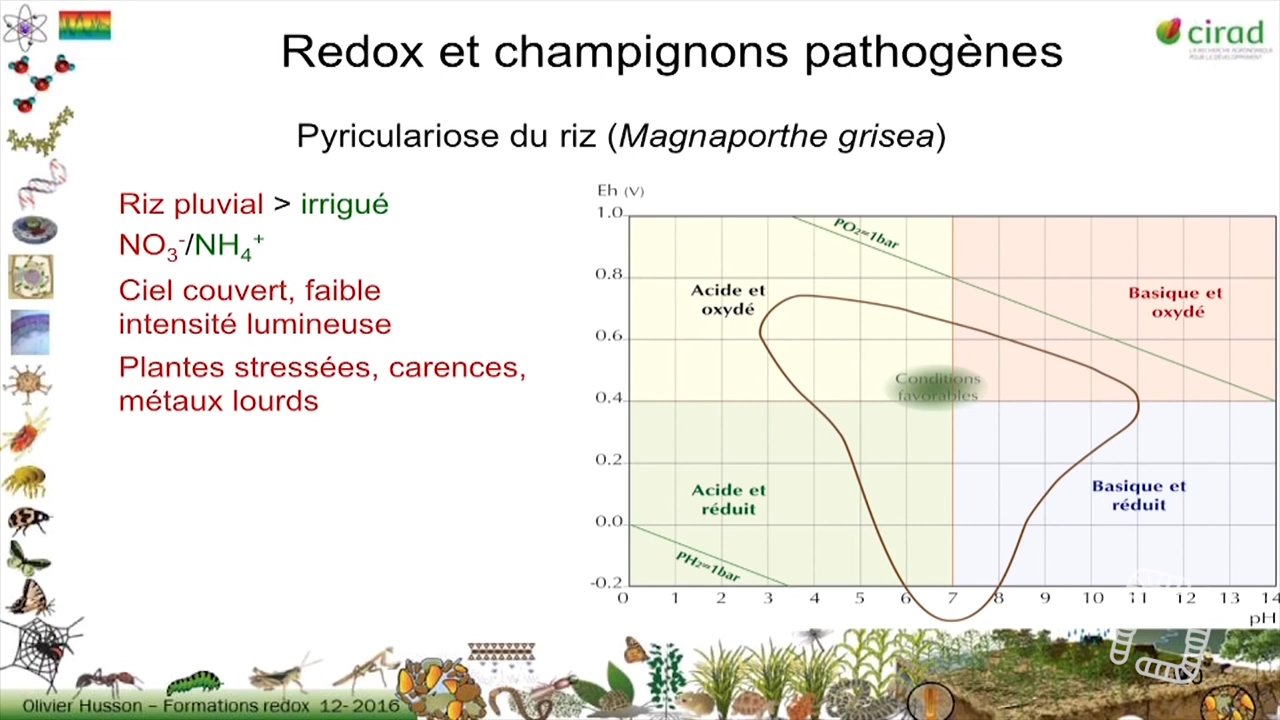 Redox et champignons pathogènes
cirad
LA RECHERCHE AGRONOMIQUE
POUR LE DÉVELOPPEMENT
Pyriculariose du riz (Magnaporthe grisea)
Riz pluvial > irrigué
NO₃⁻/NH₄⁺
Ciel couvert, faible
intensité lumineuse
Plantes stressées, carences,
métaux lourds
Eh (V)
1.0
0.8
0.6
0.4
0.2
0.0
-0.2
PO₂=1bar
Acide et
oxydé
Basique et
oxydé
Conditions
favorables
Acide et
réduit
Basique et
réduit
PH₂=1bar
0 1 2 3 4 5 6 7 8 9 10 11 12 13 14
pH
Olivier Husson – Formations redox 12- 2016